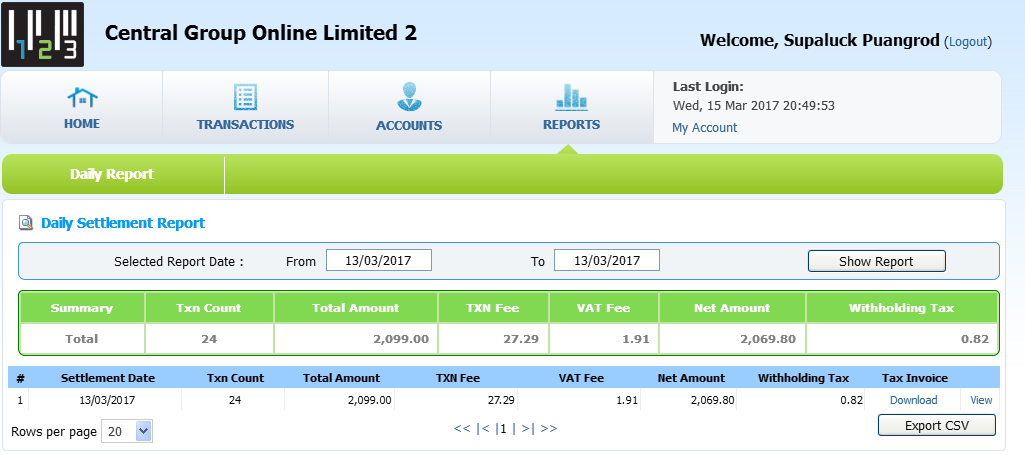 123
Central Group Online Limited 2
Welcome, Supaluck Puangrod (Logout)
HOME
TRANSACTIONS
ACCOUNTS
REPORTS
Last Login:
Wed, 15 Mar 2017 20:49:53
My Account
Daily Report
Daily Settlement Report
Selected Report Date : From 13/03/2017 To 13/03/2017 Show Report
Summary Txn Count Total Amount TXN Fee VAT Fee Net Amount Withholding Tax
Total 24 2,099.00 27.29 1.91 2,069.80 0.82
# Settlement Date Txn Count Total Amount TXN Fee VAT Fee Net Amount Withholding Tax Tax Invoice
1 13/03/2017 24 2,099.00 27.29 1.91 2,069.80 0.82 Download View
Rows per page 20 << |< |1 | >| >> Export CSV